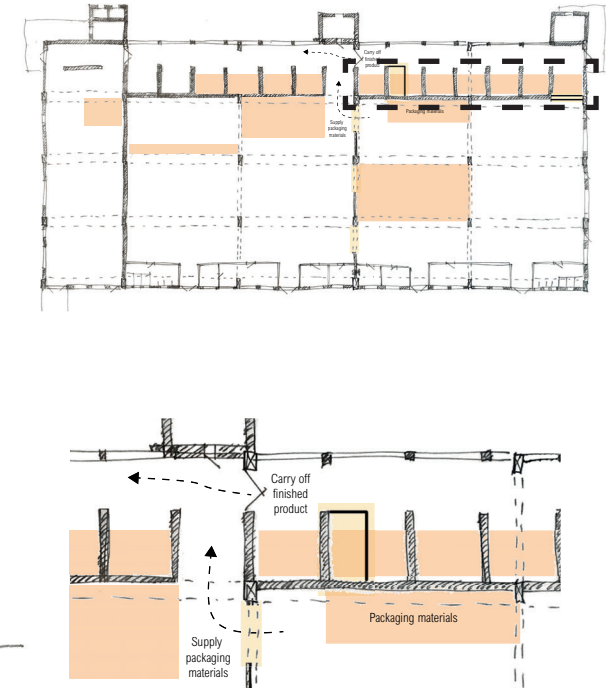 Carry off
finished
product
Supply
packaging
materials
Packaging materials
Carry off
finished
product
Packaging materials
Supply
packaging
materials